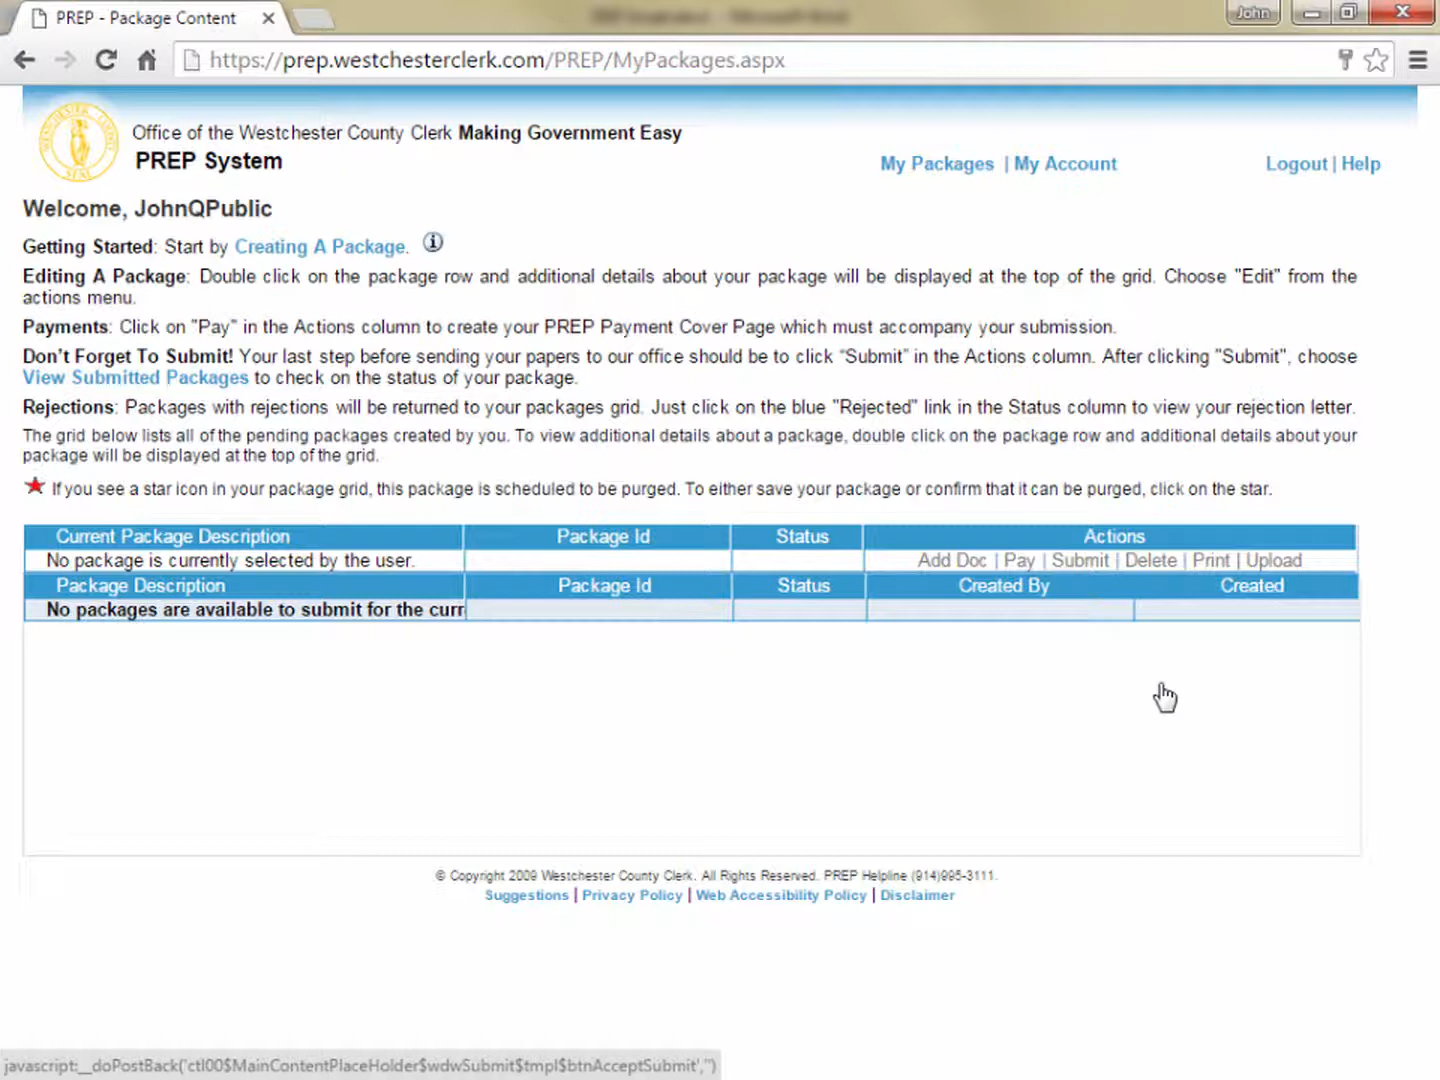 PREP - Package Content
John
https://prep.westchesterclerk.com/PREP/MyPackages.aspx
Office of the Westchester County Clerk Making Government Easy
PREP System
My Packages | My Account
Logout | Help
Welcome, JohnQPublic
Getting Started: Start by Creating A Package.
Editing A Package: Double click on the package row and additional details about your package will be displayed at the top of the grid. Choose "Edit" from the
actions menu.
Payments: Click on "Pay" in the Actions column to create your PREP Payment Cover Page which must accompany your submission.
Don't Forget To Submit! Your last step before sending your papers to our office should be to click “Submit” in the Actions column. After clicking "Submit", choose
View Submitted Packages to check on the status of your package.
Rejections: Packages with rejections will be returned to your packages grid. Just click on the blue "Rejected" link in the Status column to view your rejection letter.
The grid below lists all of the pending packages created by you. To view additional details about a package, double click on the package row and additional details about your
package will be displayed at the top of the grid.
If you see a star icon in your package grid, this package is scheduled to be purged. To either save your package or confirm that it can be purged, click on the star.
Current Package Description Package Id Status Actions
No package is currently selected by the user. Add Doc | Pay | Submit | Delete | Print | Upload
Package Description Package Id Status Created By Created
No packages are available to submit for the curr
© Copyright 2009 Westchester County Clerk. All Rights Reserved. PREP Helpline (914)995-3111.
Suggestions | Privacy Policy | Web Accessibility Policy | Disclaimer
javascript:__doPostBack('ctl00$MainContentPlaceHolder$wdwSubmit$tmpl$btnAcceptSubmit','')